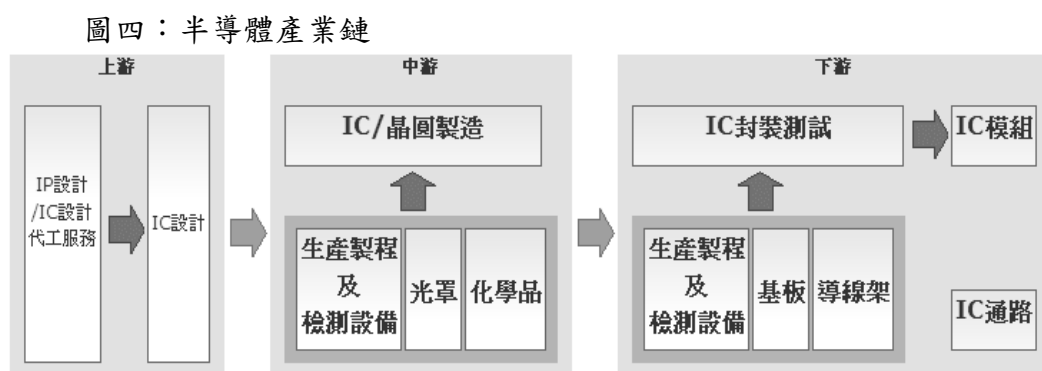 圖四：半導體產業鏈
上游
IP設計
/IC設計
代工服務
IC設計
中游
IC/晶圓製造
生產製程
及
檢測設備
光罩
化學品
下游
IC封裝測試
IC模組
生產製程
及
檢測設備
基板
導線架
IC通路